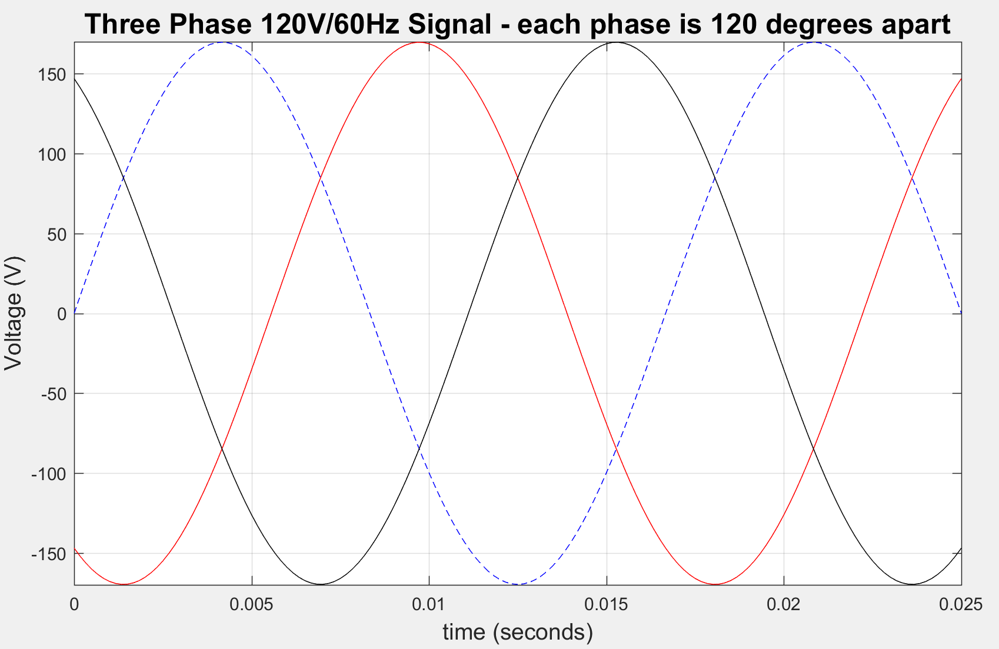 Three Phase 120V/60Hz Signal - each phase is 120 degrees apart
150
100
50
0
-50
-100
-150
Voltage (V)
0 0.005 0.01 0.015 0.02 0.025
time (seconds)